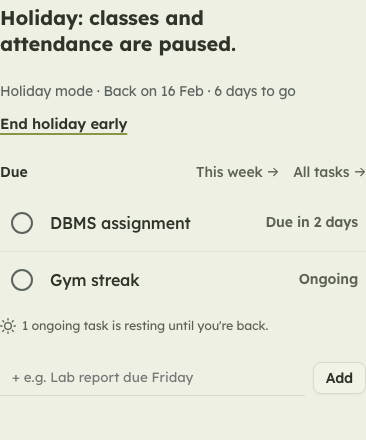 Holiday: classes and
attendance are paused.
Holiday mode · Back on 16 Feb · 6 days to go
End holiday early
Due This week → All tasks →
DBMS assignment Due in 2 days
Gym streak Ongoing
1 ongoing task is resting until you're back.
+ e.g. Lab report due Friday Add